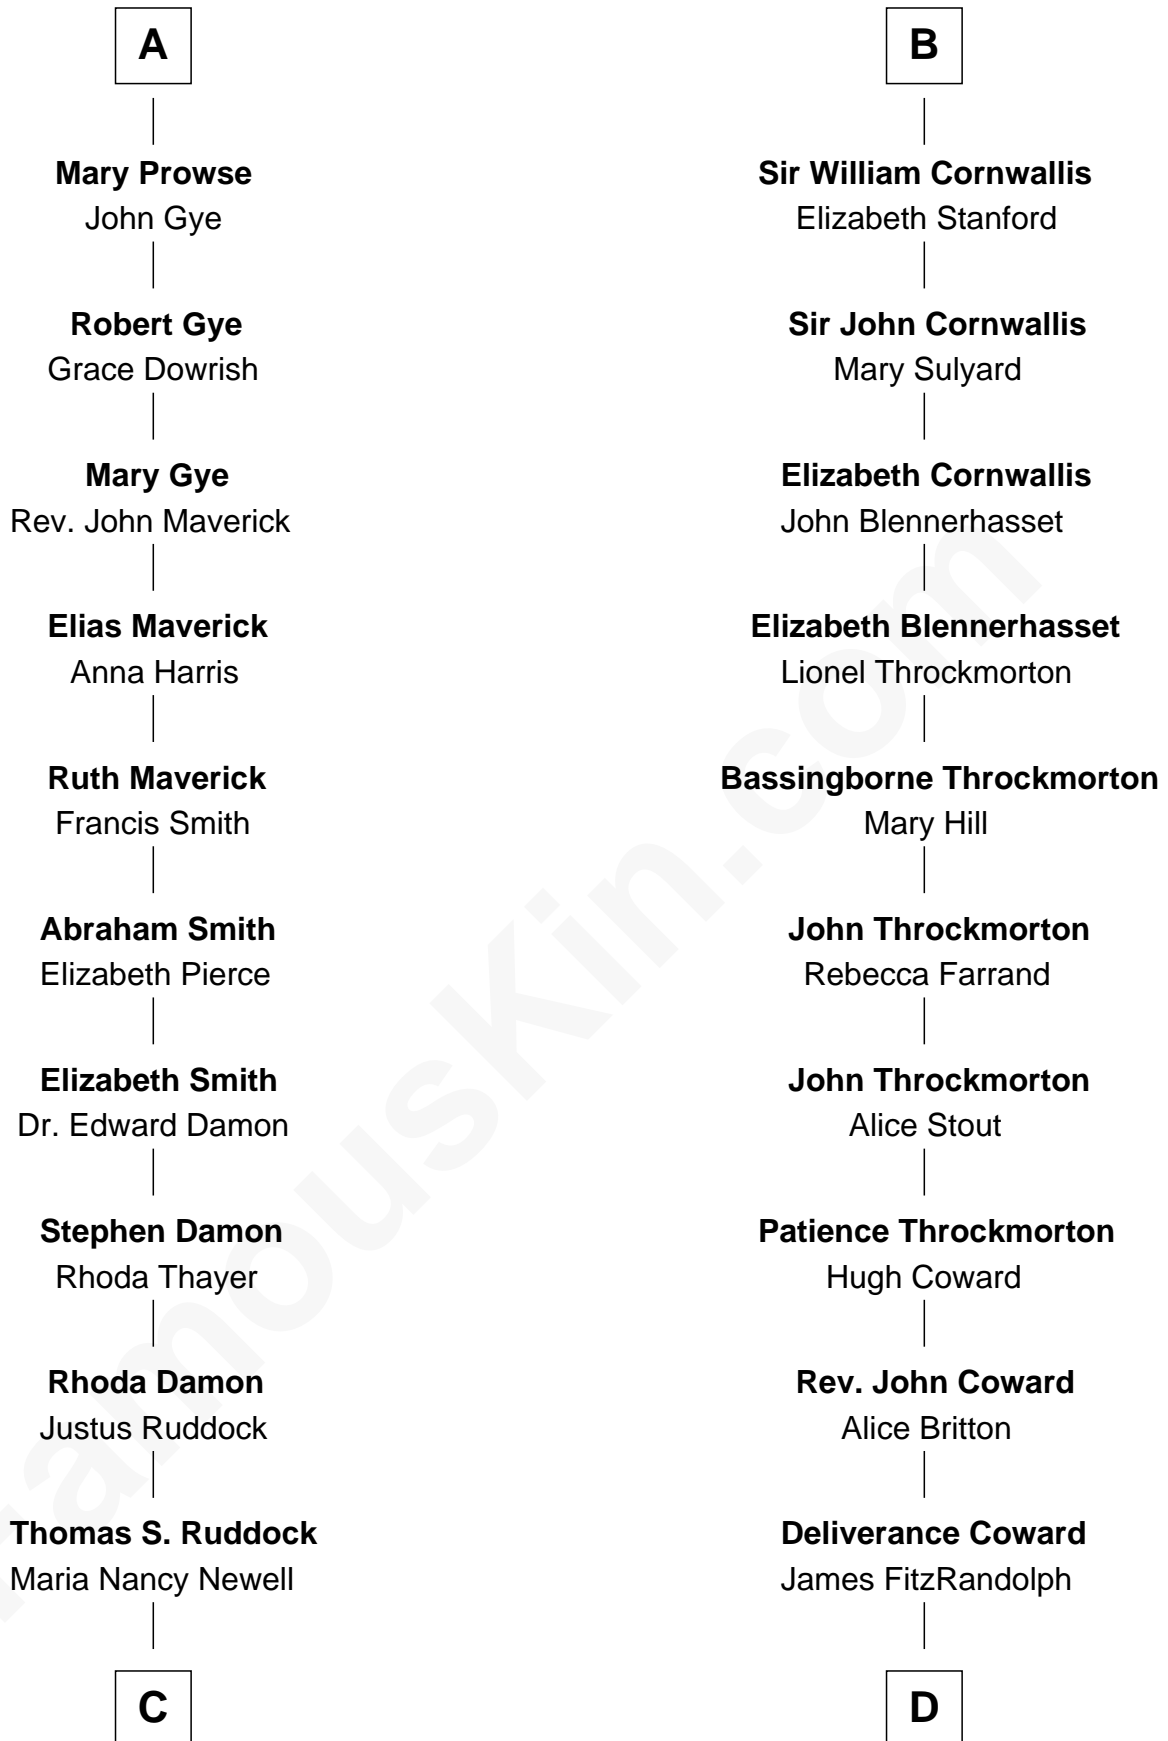 A
Mary Prowse
John Gye
Robert Gye
Grace Dowrish
Mary Gye
Rev. John Maverick
Elias Maverick
Anna Harris
Ruth Maverick
Francis Smith
Abraham Smith
Elizabeth Pierce
Elizabeth Smith
Dr. Edward Damon
Stephen Damon
Rhoda Thayer
Rhoda Damon
Justus Ruddock
Thomas S. Ruddock
Maria Nancy Newell
C
B
Sir William Cornwallis
Elizabeth Stanford
Sir John Cornwallis
Mary Sulyard
Elizabeth Cornwallis
John Blennerhasset
Elizabeth Blennerhasset
Lionel Throckmorton
Bassingborne Throckmorton
Mary Hill
John Throckmorton
Rebecca Farrand
John Throckmorton
Alice Stout
Patience Throckmorton
Hugh Coward
Rev. John Coward
Alice Britton
Deliverance Coward
James FitzRandolph
D
FamousKin.com